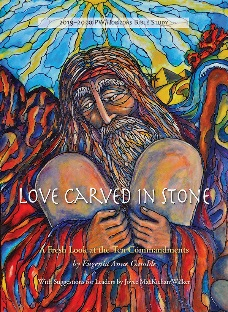 2019–2020 PW/Horizons Bible Study
LOVE CARVED IN STONE
A Fresh Look at the Ten Commandments
by Eugenia Anne Gamble
With Suggestions for Leaders by Joyce MacKichan Walker